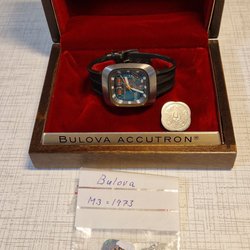 BULOVA ACCUTRON®
Bulova
M3 = 1973